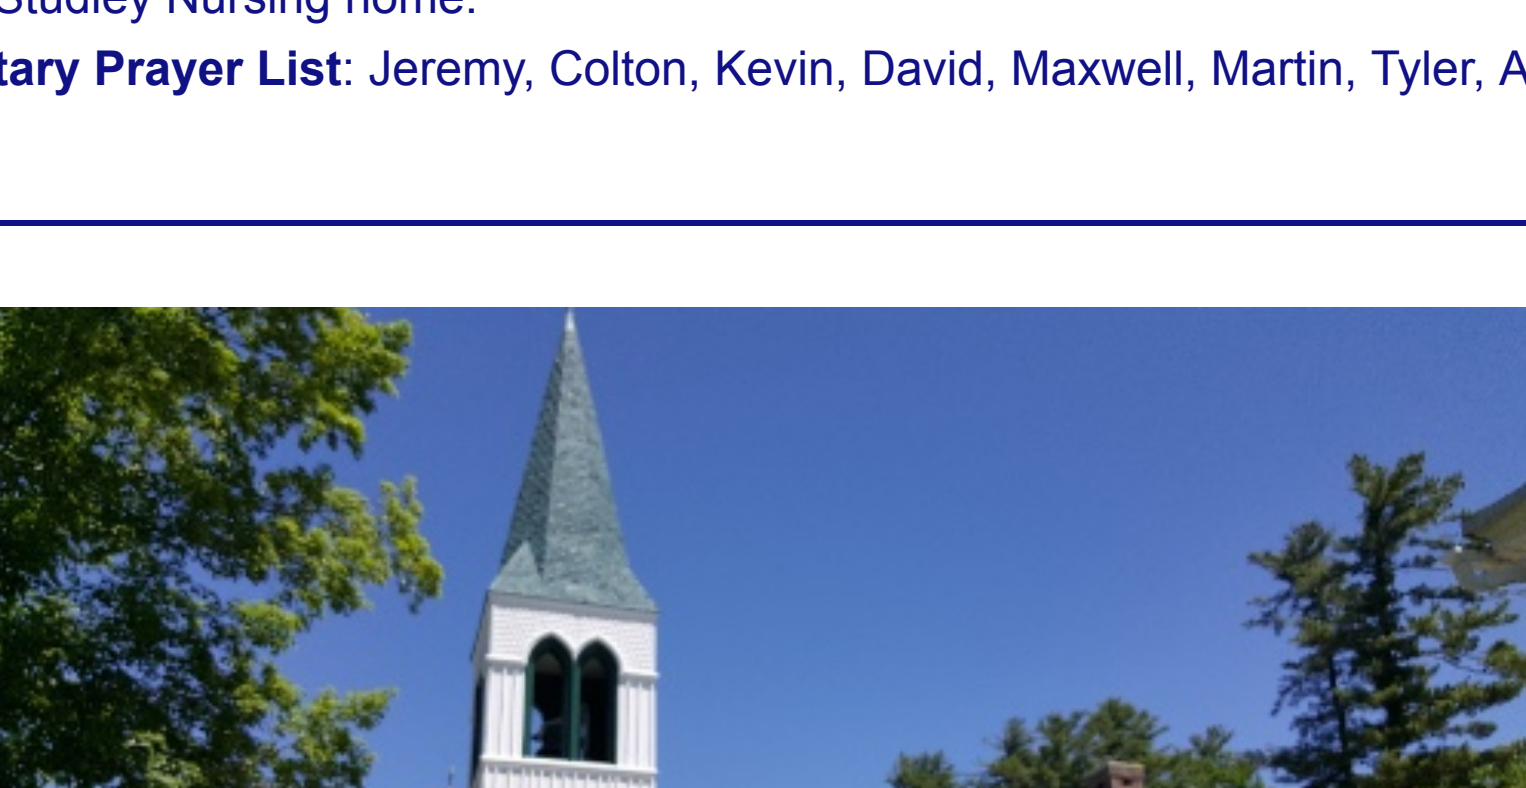 Studley Nursing home.
tary Prayer List: Jeremy, Colton, Kevin, David, Maxwell, Martin, Tyler, A